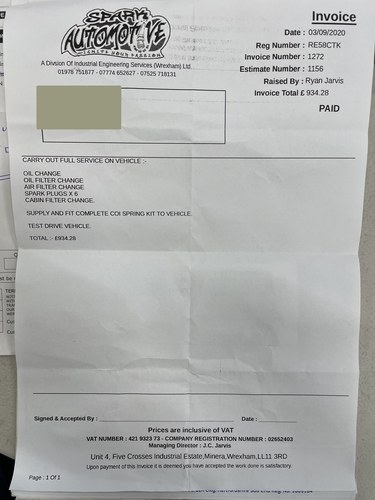 SPARK
AUTOMOTIVE
DRIVEN DOWN PASSION
A Division Of Industrial Engineering Services (Wrexham) Ltd.
01978 751877 - 07774 652627 - 07525 718131
Invoice
Date : 03/09/2020
Reg Number : RE58CTK
Invoice Number : 1272
Estimate Number : 1156
Raised By : Ryan Jarvis
Invoice Total £ 934.28
PAID
CARRY OUT FULL SERVICE ON VEHICLE :-
OIL CHANGE
OIL FILTER CHANGE
AIR FILTER CHANGE
SPARK PLUGS X 6
CABIN FILTER CHANGE.
SUPPLY AND FIT COMPLETE COI SPRING KIT TO VEHICLE.
TEST DRIVE VEHICLE.
TOTAL :- £934.28
Signed & Accepted By :
Date :
Prices are inclusive of VAT
VAT NUMBER : 421 9323 73 - COMPANY REGISTRATION NUMBER : 02652403
Managing Director : J.C. Jarvis
Unit 4, Five Crosses Industrial Estate,Minera,Wrexham,LL11 3RD
Upon payment of this Invoice it is deemed you have accepted the work done is satisfactory.
Page : 1 Of 1